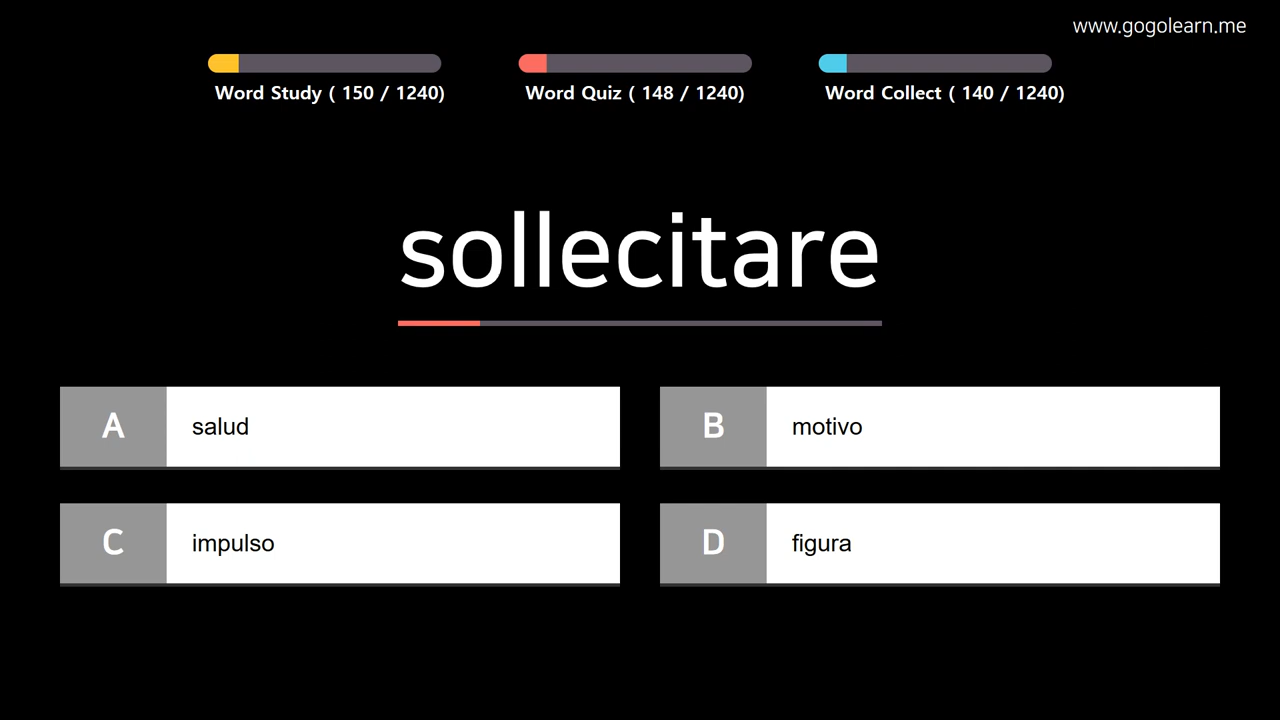 www.gogolearn.me
Word Study ( 150 / 1240)
Word Quiz ( 148 / 1240)
Word Collect ( 140 / 1240)
sollecitare
A salud
B motivo
C impulso
D figura